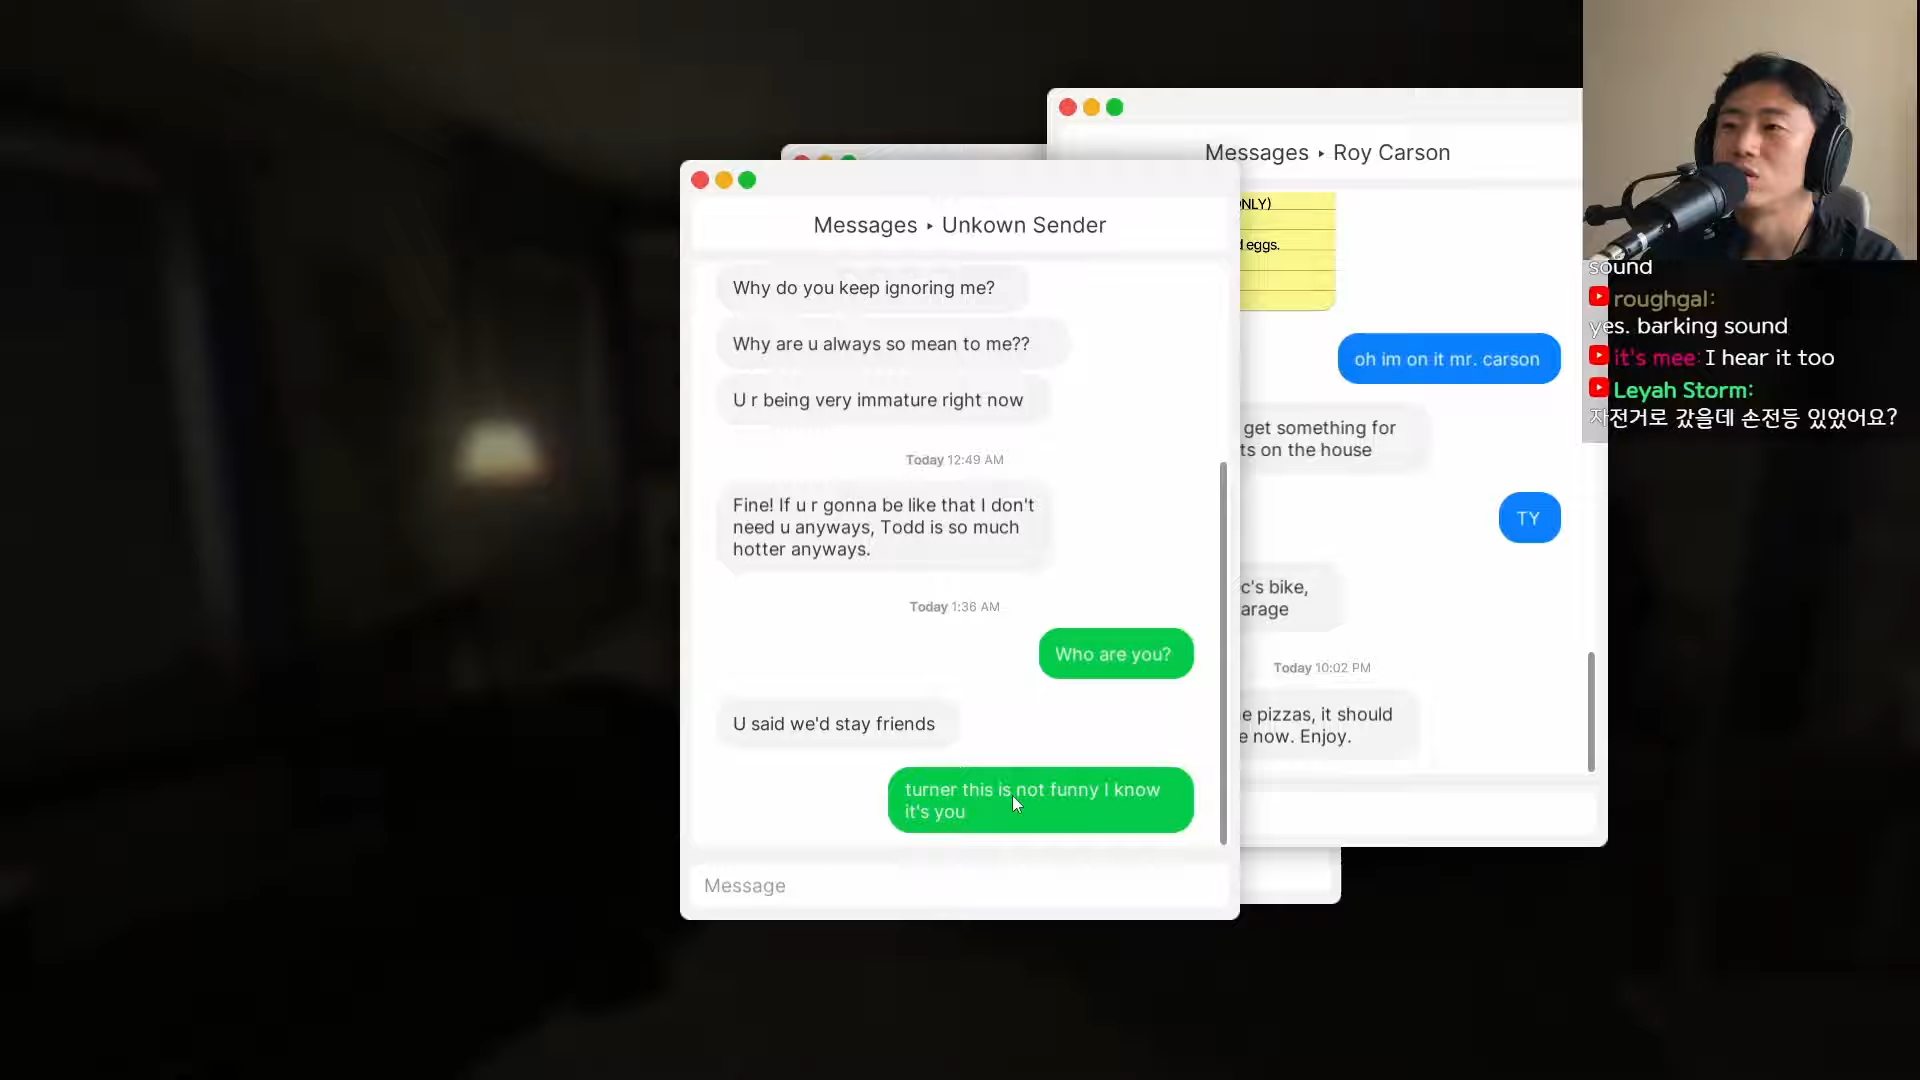 Messages ▸ Unkown Sender
Why do you keep ignoring me?
Why are u always so mean to me??
U r being very immature right now
Today 12:49 AM
Fine! If u r gonna be like that I don't
need u anyways, Todd is so much
hotter anyways.
Today 1:36 AM
Who are you?
U said we'd stay friends
turner this is not funny I know
it's you
Message
Messages ▸ Roy Carson
ONLY)
eggs.
oh im on it mr. carson
get something for
ts on the house
TY
c's bike,
arage
Today 10:02 PM
e pizzas, it should
e now. Enjoy.
sound
roughgal:
yes. barking sound
it's mee: I hear it too
Leyah Storm:
자전거로 갔을데 손전등 있었어요?